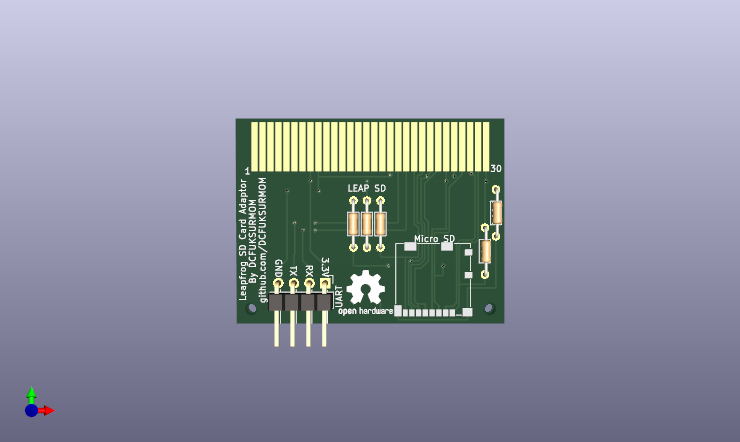 1
30
LEAP SD
Leapfrog SD Card Adaptor
By DCFUKSURMOM
github.com/DCFUKSURMOM
Micro SD
GND
TX
RX
3.3V
UART
open hardware